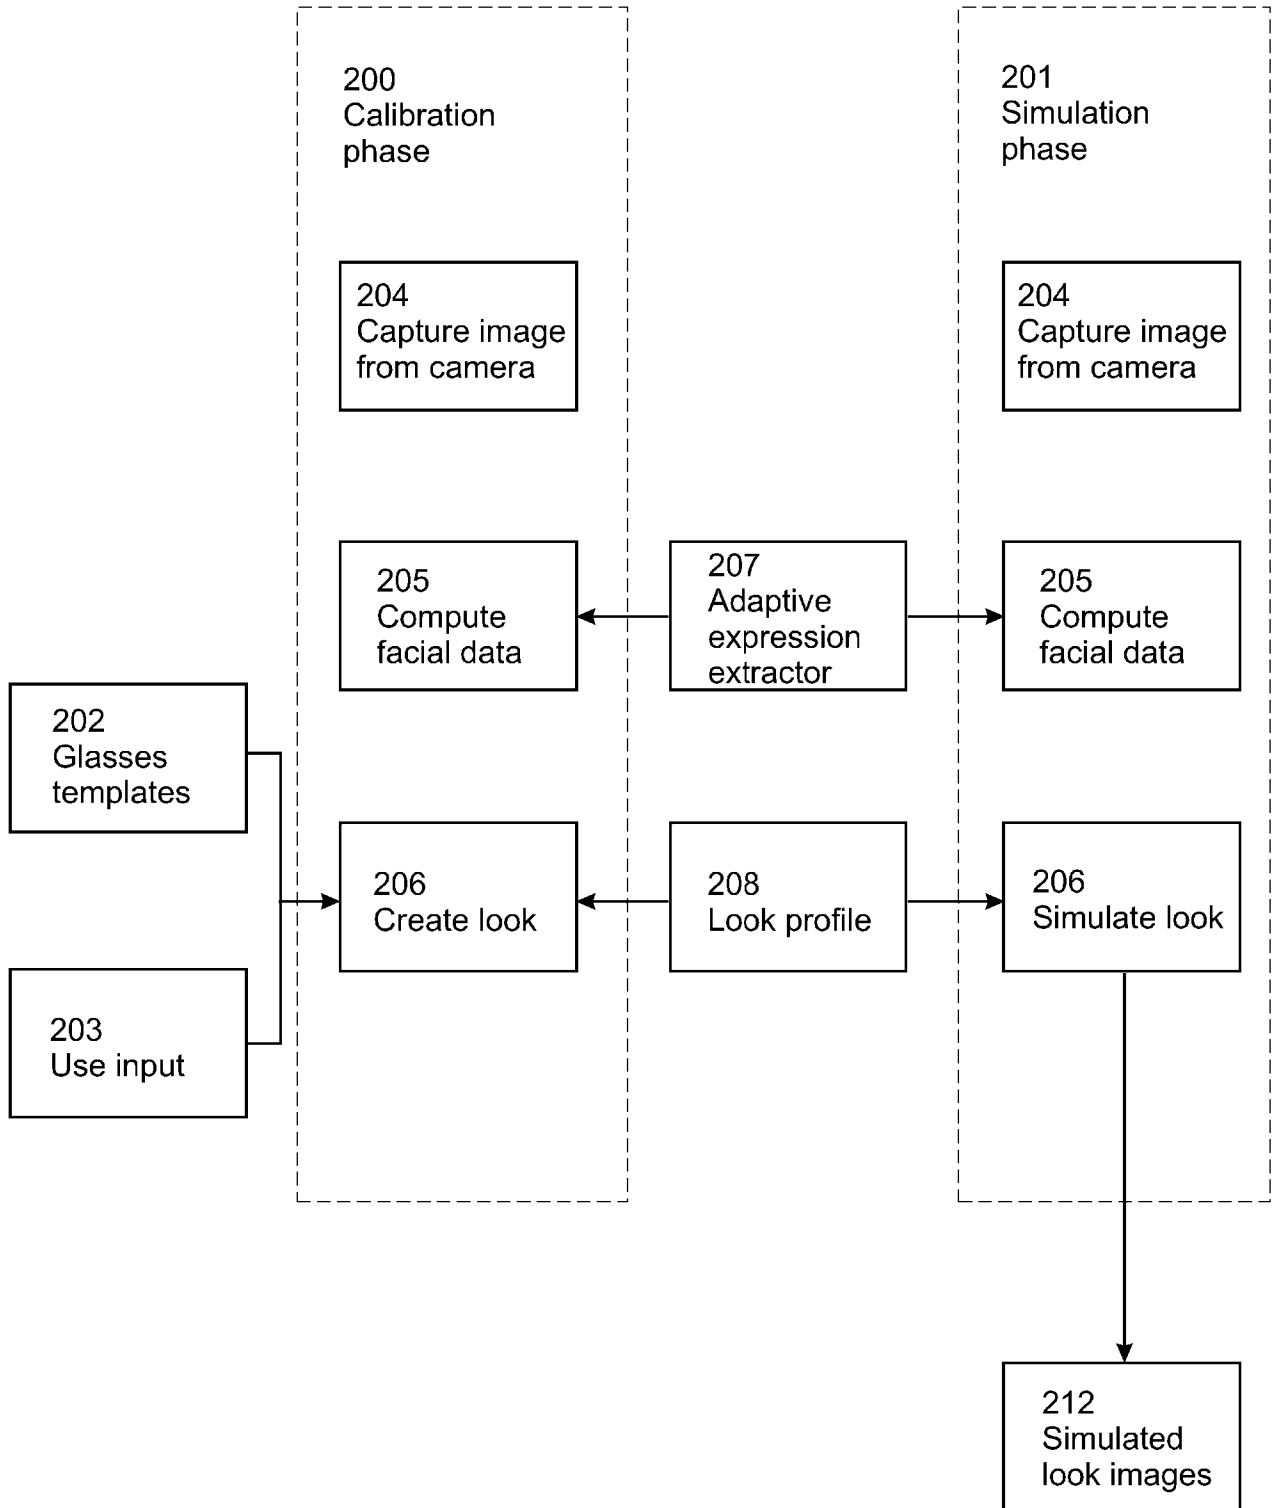 200
Calibration
phase
201
Simulation
phase
204
Capture image
from camera
204
Capture image
from camera
205
Compute
facial data
207
Adaptive
expression
extractor
205
Compute
facial data
202
Glasses
templates
206
Create look
208
Look profile
206
Simulate look
203
Use input
212
Simulated
look images